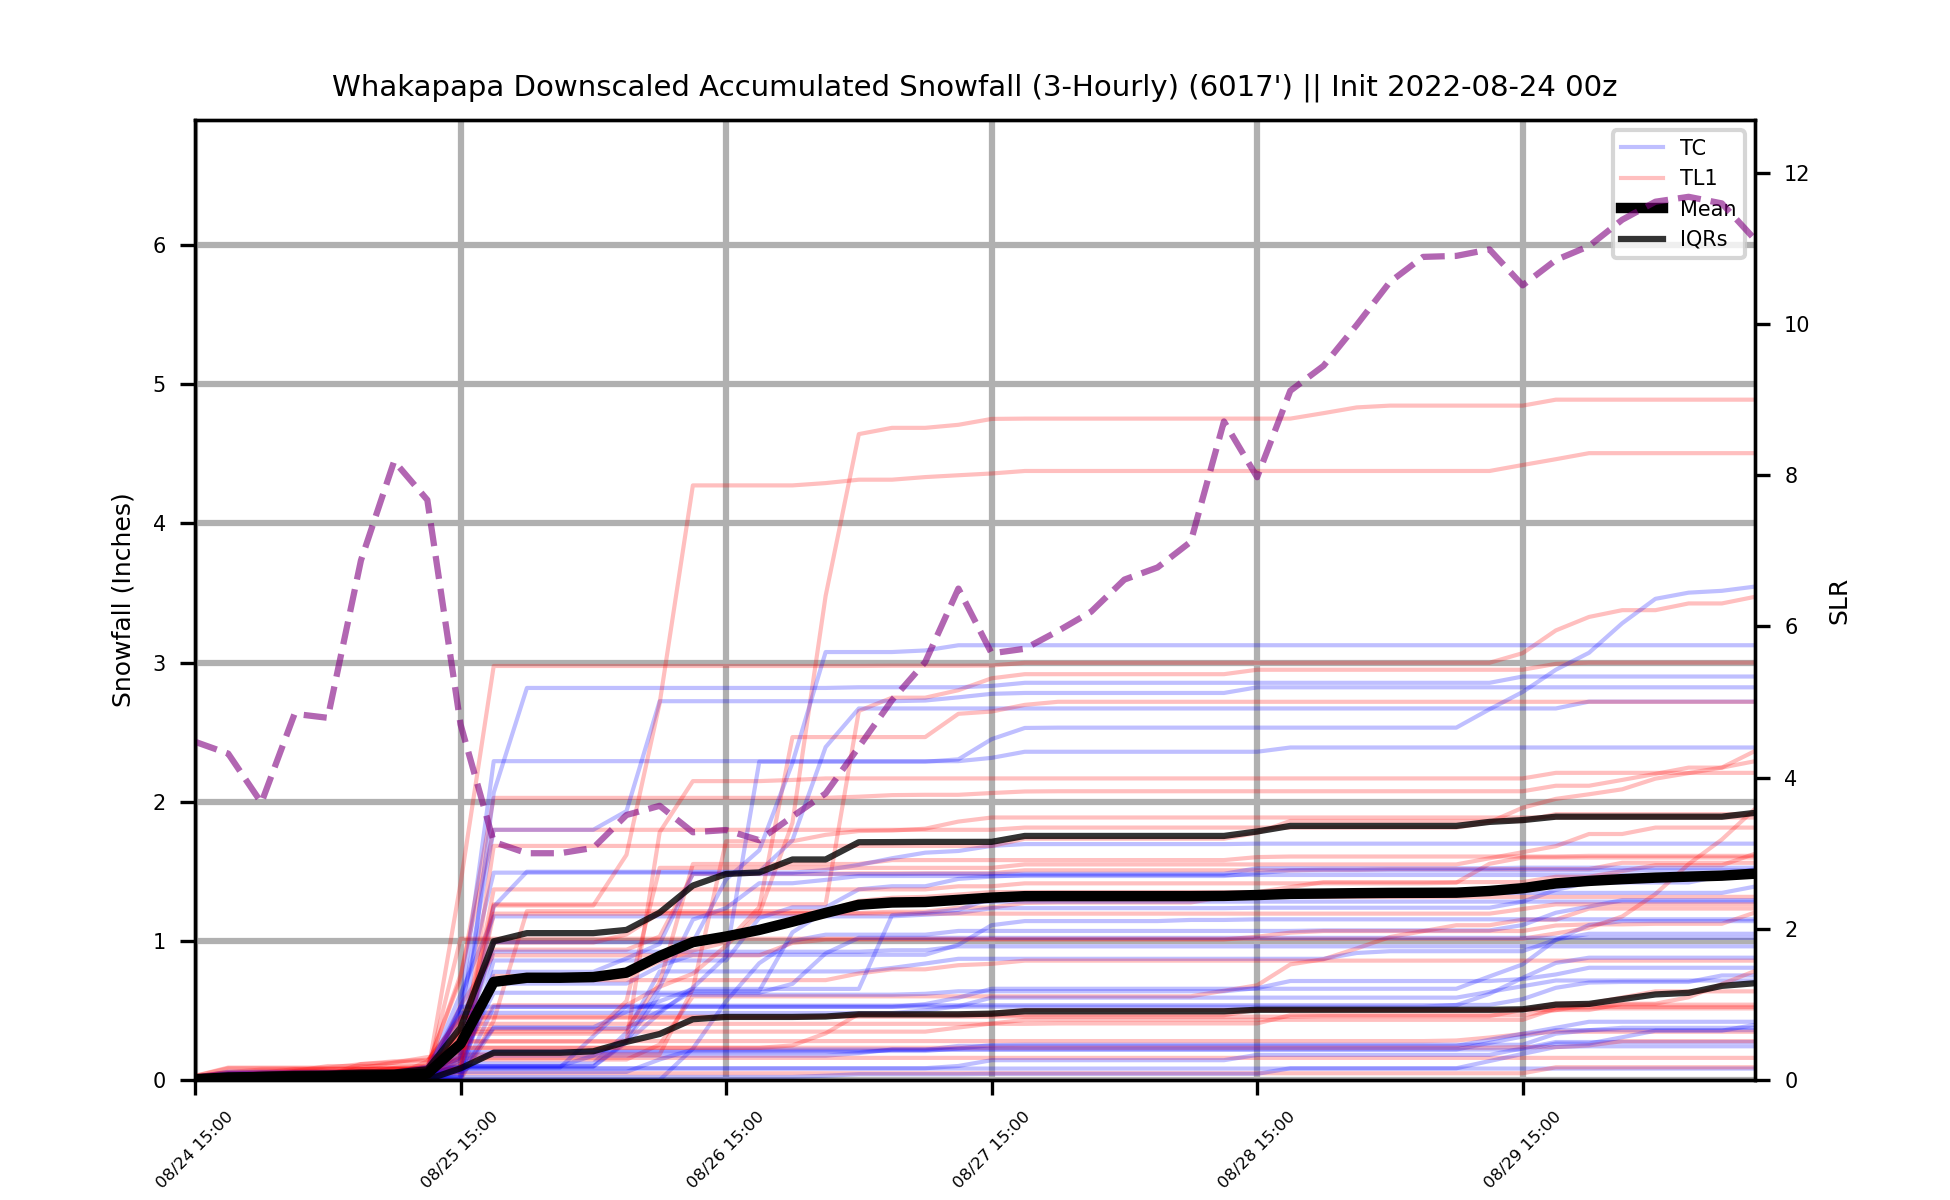 Whakapapa Downscaled Accumulated Snowfall (3-Hourly) (6017') || Init 2022-08-24 00z
TC
TL1
Mean
IQRs
Snowfall (Inches)
6
5
4
3
2
1
0
12
10
8
6
4
2
0
SLR
08/24 15:00
08/25 15:00
08/26 15:00
08/27 15:00
08/28 15:00
08/29 15:00